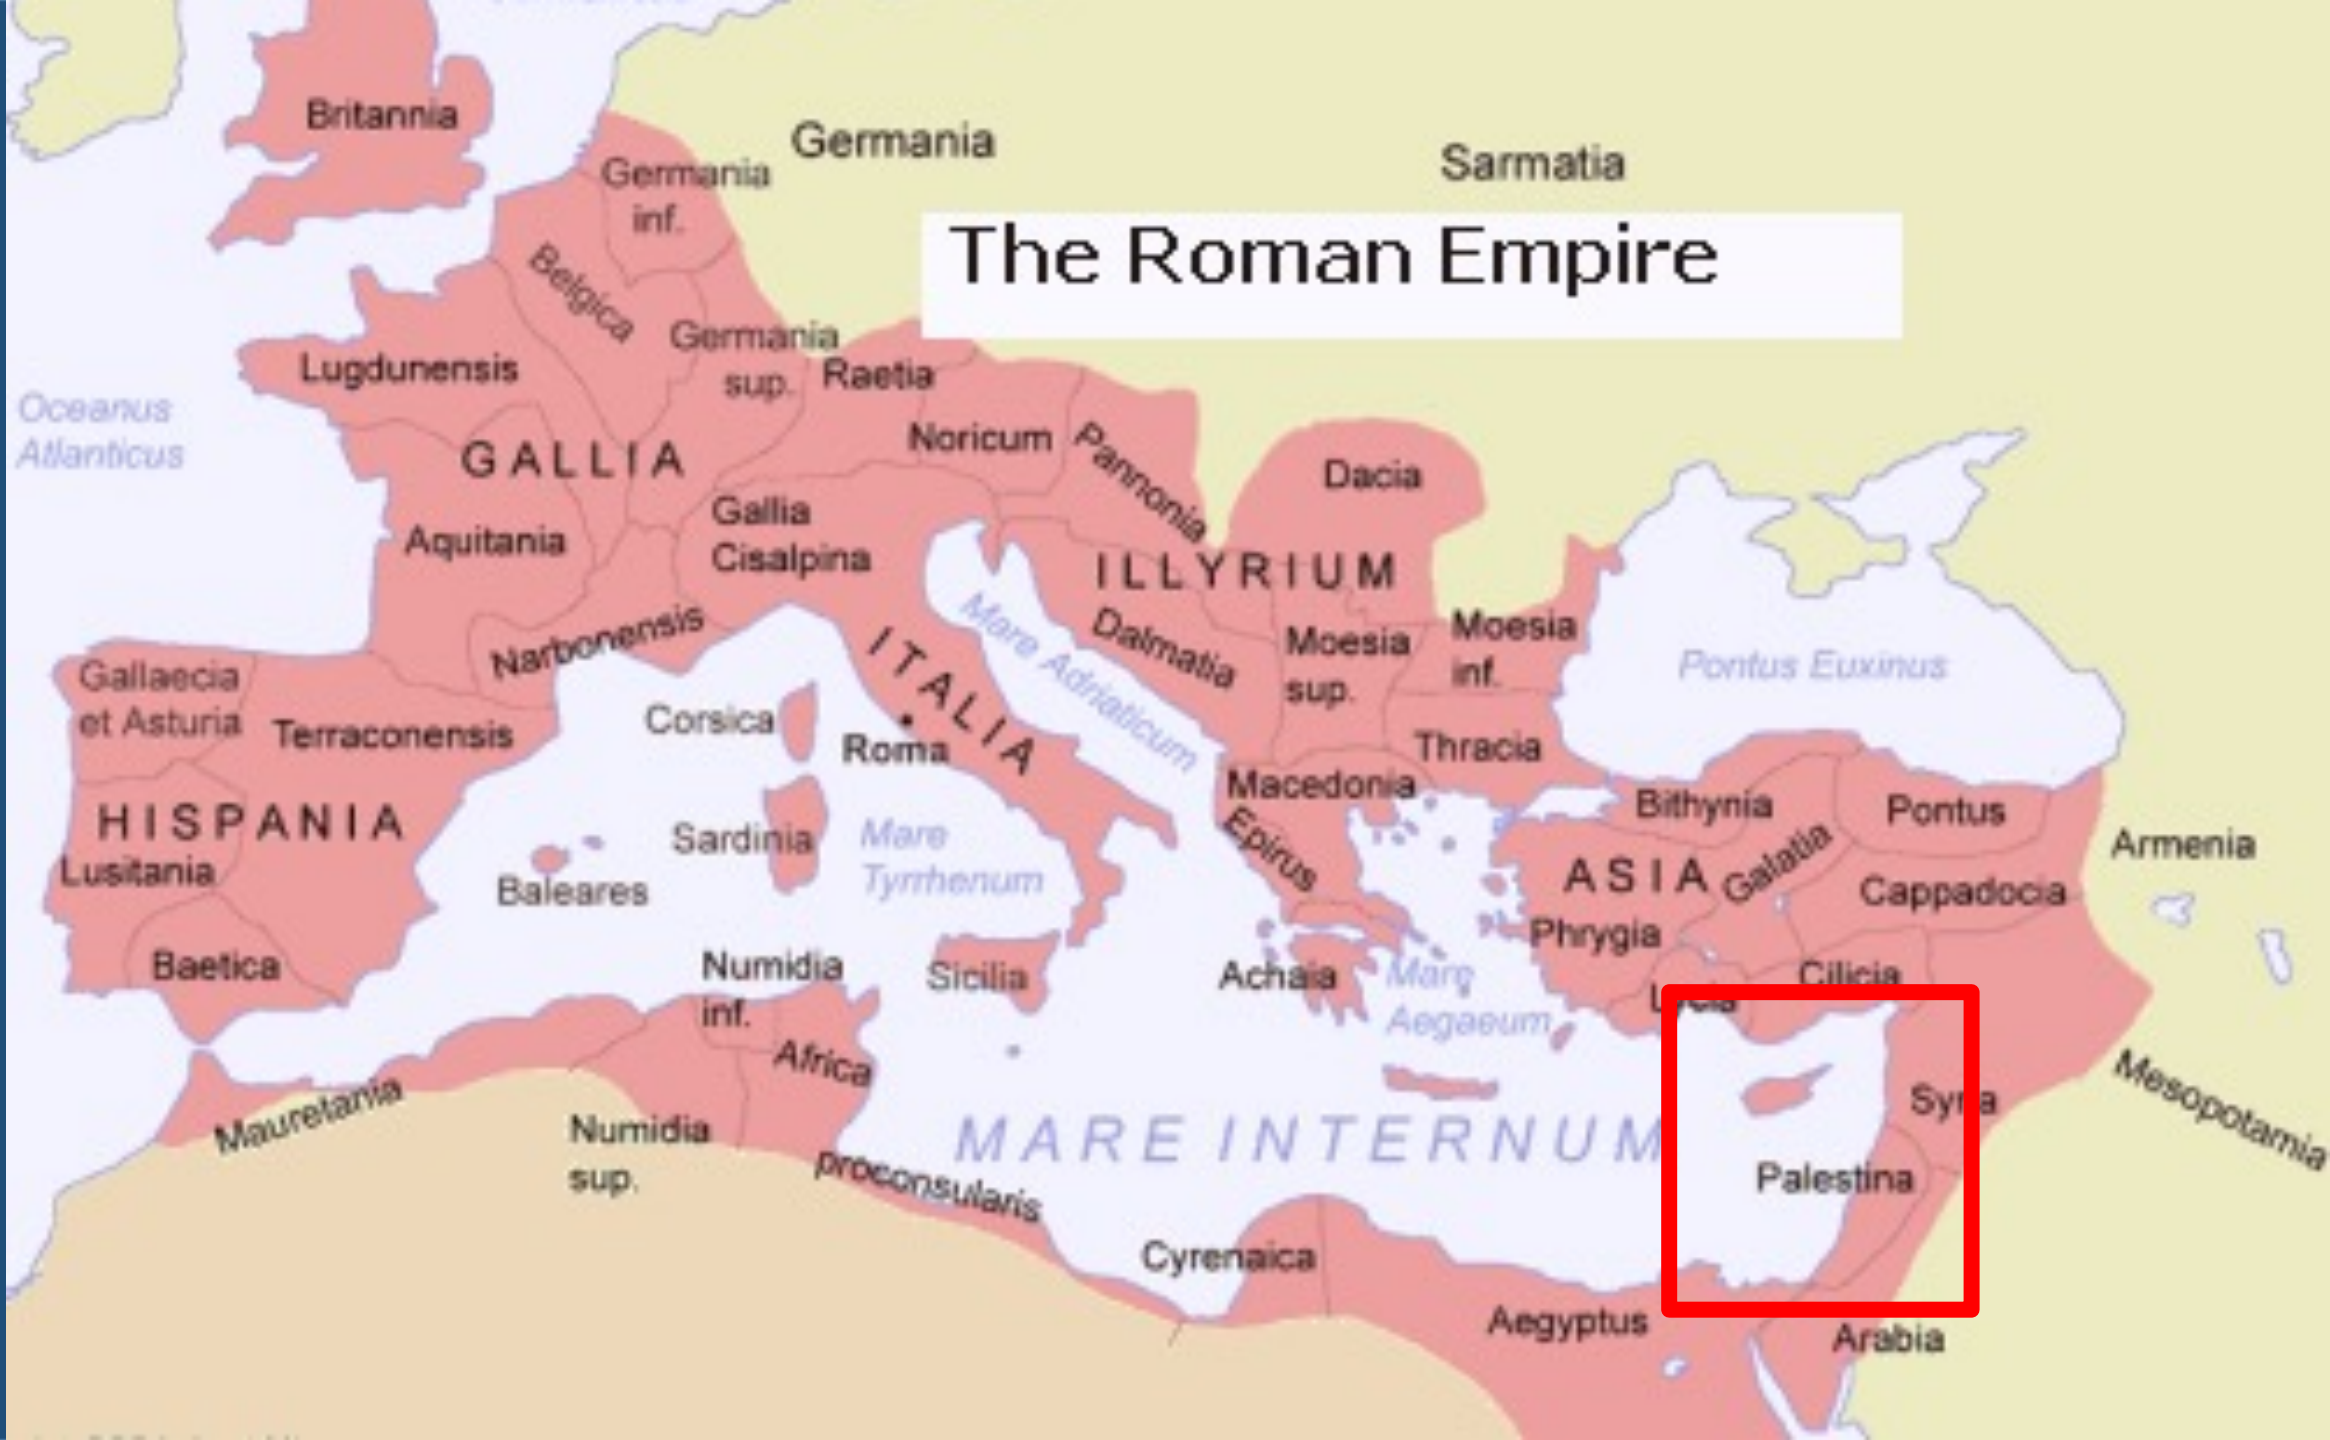 Britannia
Germania
Sarmatia
Germania
inf.
The Roman Empire
Belgica
Germania
sup.
Raetia
Lugdunensis
Oceanus
Atlanticus
GALLIA
Noricum
Pannonia
Dacia
Gallia
Cisalpina
Aquitania
ILLYRIUM
Mare Adriaticum
Narbonensis
ITALIA
Dalmatia
Moesia
sup.
Moesia
inf.
Pontus Euxinus
Gallaecia
et Asturia
Terraconensis
Corsica
Roma
Thracia
Macedonia
HISPANIA
Lusitania
Sardinia
Mare
Tyrrhenum
Baleares
Epirus
Bithynia
Pontus
Armenia
ASIA
Galatia
Cappadocia
Phrygia
Baetica
Numidia
inf.
Sicilia
Achaia
Mare
Aegaeum
Lycia
Cilicia
Africa
Mauretania
Numidia
sup.
proconsularis
MARE INTERNUM
Syria
Mesopotamia
Palestina
Cyrenaica
Aegyptus
Arabia